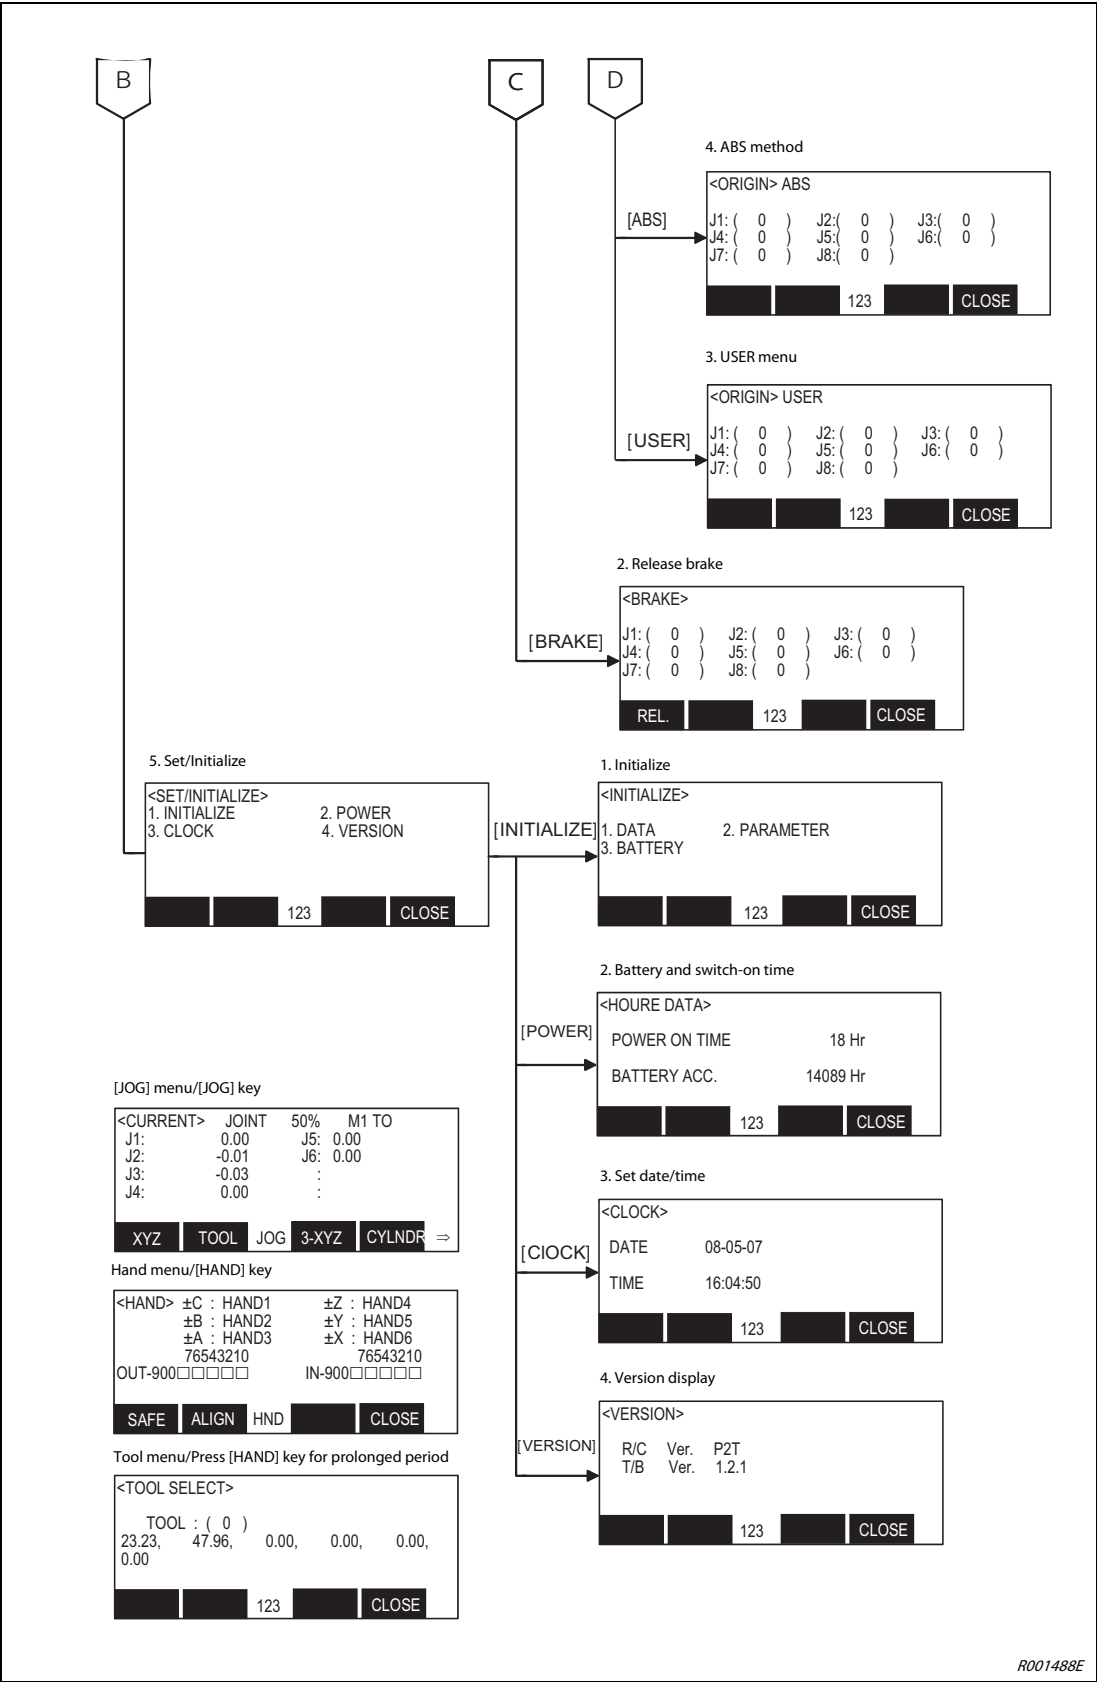 B
C
D
4. ABS method
<ORIGIN> ABS
[ABS]
J1: ( 0 ) J2:( 0 ) J3:( 0 )
J4: ( 0 ) J5:( 0 ) J6:( 0 )
J7: ( 0 ) J8:( 0 )
123 CLOSE
3. USER menu
<ORIGIN> USER
[USER]
J1: ( 0 ) J2: ( 0 ) J3: ( 0 )
J4: ( 0 ) J5: ( 0 ) J6: ( 0 )
J7: ( 0 ) J8: ( 0 )
123 CLOSE
2. Release brake
<BRAKE>
[BRAKE]
J1: ( 0 ) J2: ( 0 ) J3: ( 0 )
J4: ( 0 ) J5: ( 0 ) J6: ( 0 )
J7: ( 0 ) J8: ( 0 )
REL. 123 CLOSE
5. Set/Initialize
<SET/INITIALIZE>
1. INITIALIZE 2. POWER
3. CLOCK 4. VERSION
123 CLOSE
1. Initialize
<INITIALIZE>
[INITIALIZE]
1. DATA 2. PARAMETER
3. BATTERY
123 CLOSE
2. Battery and switch-on time
<HOURE DATA>
[POWER]
POWER ON TIME 18 Hr
BATTERY ACC. 14089 Hr
123 CLOSE
3. Set date/time
<CLOCK>
[ClOCK]
DATE 08-05-07
TIME 16:04:50
123 CLOSE
4. Version display
<VERSION>
[VERSION]
R/C Ver. P2T
T/B Ver. 1.2.1
123 CLOSE
[JOG] menu/[JOG] key
<CURRENT> JOINT 50% M1 TO
J1: 0.00 J5: 0.00
J2: -0.01 J6: 0.00
J3: -0.03 :
J4: 0.00 :
XYZ TOOL JOG 3-XYZ CYLNDR ⇒
Hand menu/[HAND] key
<HAND> ±C : HAND1 ±Z : HAND4
±B : HAND2 ±Y : HAND5
±A : HAND3 ±X : HAND6
76543210 76543210
OUT-900□□□□□ IN-900□□□□□
SAFE ALIGN HND CLOSE
Tool menu/Press [HAND] key for prolonged period
<TOOL SELECT>
TOOL : ( 0 )
23.23, 47.96, 0.00, 0.00, 0.00,
0.00
123 CLOSE
R001488E